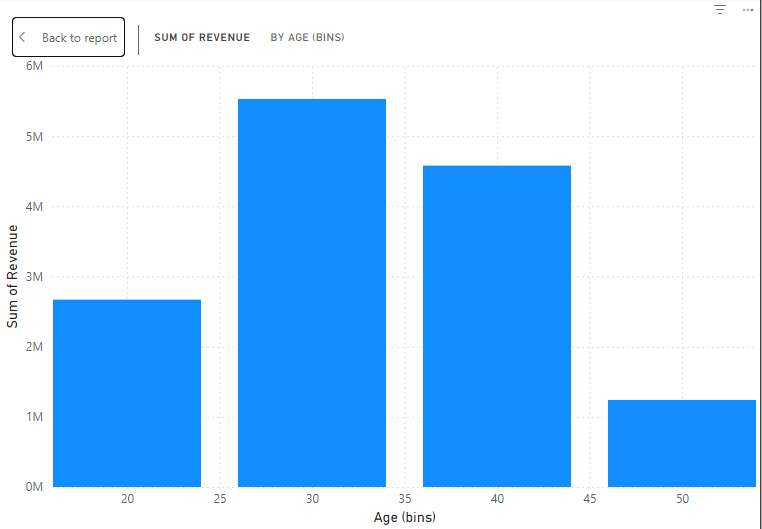 Back to report
SUM OF REVENUE BY AGE (BINS)
6M
5M
4M
3M
2M
1M
0M
Sum of Revenue
20 25 30 35 40 45 50
Age (bins)